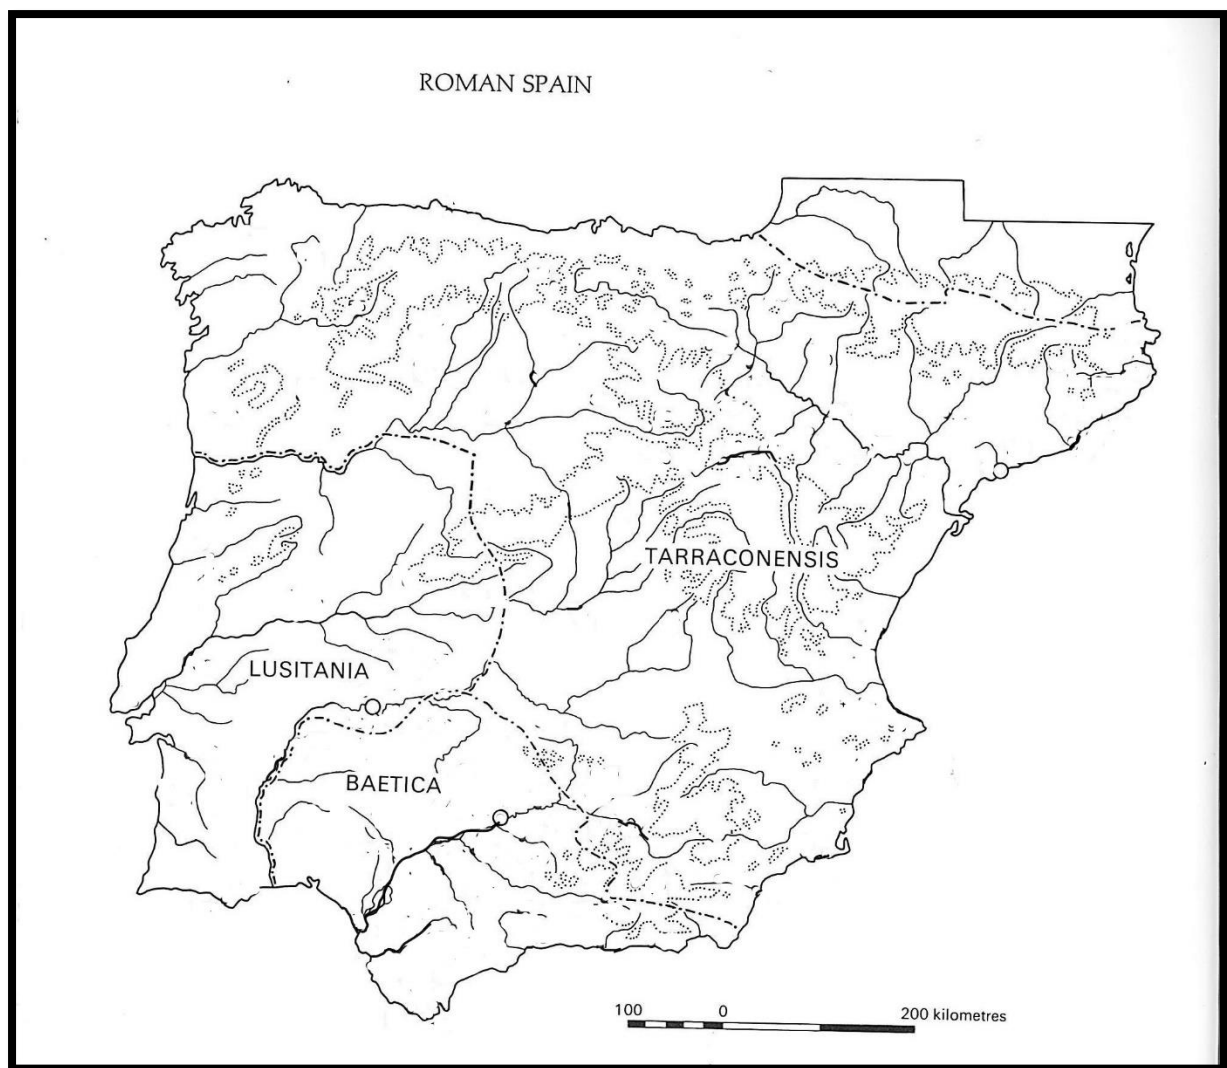 ROMAN SPAIN
TARRACONENSIS
LUSITANIA
BAETICA
100 0 200 kilometres